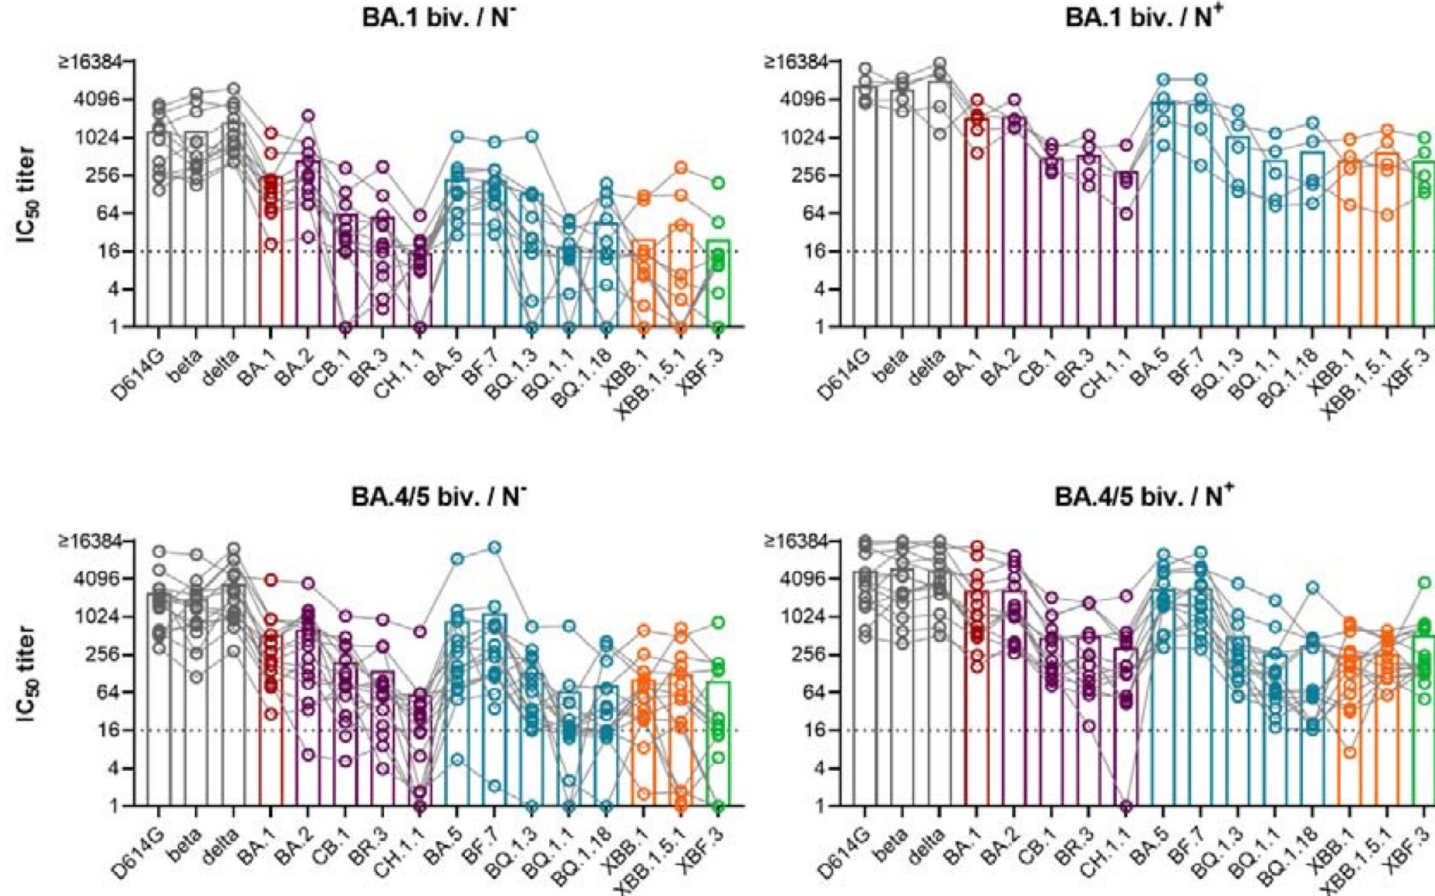 BA.1 biv. / N⁻
IC₅₀ titer
≥16384
4096
1024
256
64
16
4
1
D614G
beta
delta
BA.1
BA.2
CB.1
BR.3
CH.1.1
BA.5
BF.7
BQ.1.3
BQ.1.1
BQ.1.18
XBB.1
XBB.1.5.1
XBF.3
BA.1 biv. / N⁺
≥16384
4096
1024
256
64
16
4
1
D614G
beta
delta
BA.1
BA.2
CB.1
BR.3
CH.1.1
BA.5
BF.7
BQ.1.3
BQ.1.1
BQ.1.18
XBB.1
XBB.1.5.1
XBF.3
BA.4/5 biv. / N⁻
IC₅₀ titer
≥16384
4096
1024
256
64
16
4
1
D614G
beta
delta
BA.1
BA.2
CB.1
BR.3
CH.1.1
BA.5
BF.7
BQ.1.3
BQ.1.1
BQ.1.18
XBB.1
XBB.1.5.1
XBF.3
BA.4/5 biv. / N⁺
≥16384
4096
1024
256
64
16
4
1
D614G
beta
delta
BA.1
BA.2
CB.1
BR.3
CH.1.1
BA.5
BF.7
BQ.1.3
BQ.1.1
BQ.1.18
XBB.1
XBB.1.5.1
XBF.3